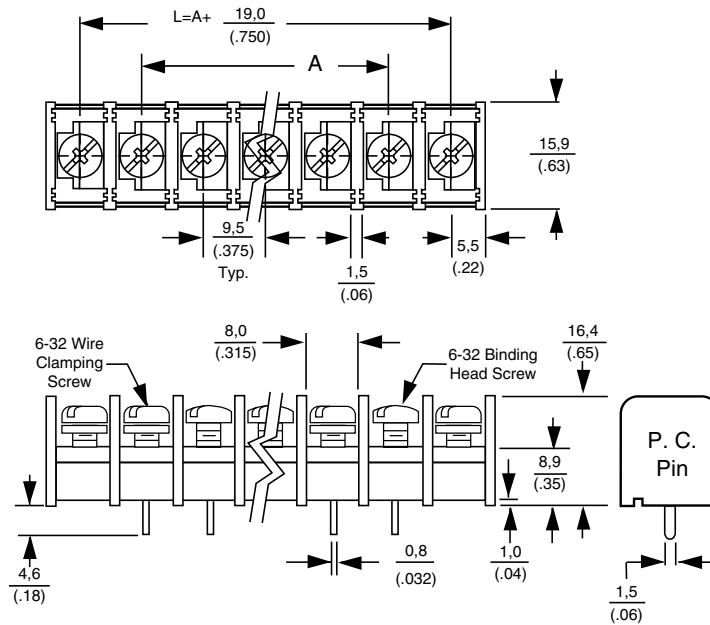 L=A+ 19,0
(.750)
A
15,9
(.63)
9,5
(.375)
Typ.
1,5
(.06)
5,5
(.22)
6-32 Wire
Clamping
Screw
8,0
(.315)
6-32 Binding
Head Screw
16,4
(.65)
P. C.
Pin
8,9
(.35)
4,6
(.18)
0,8
(.032)
1,0
(.04)
1,5
(.06)